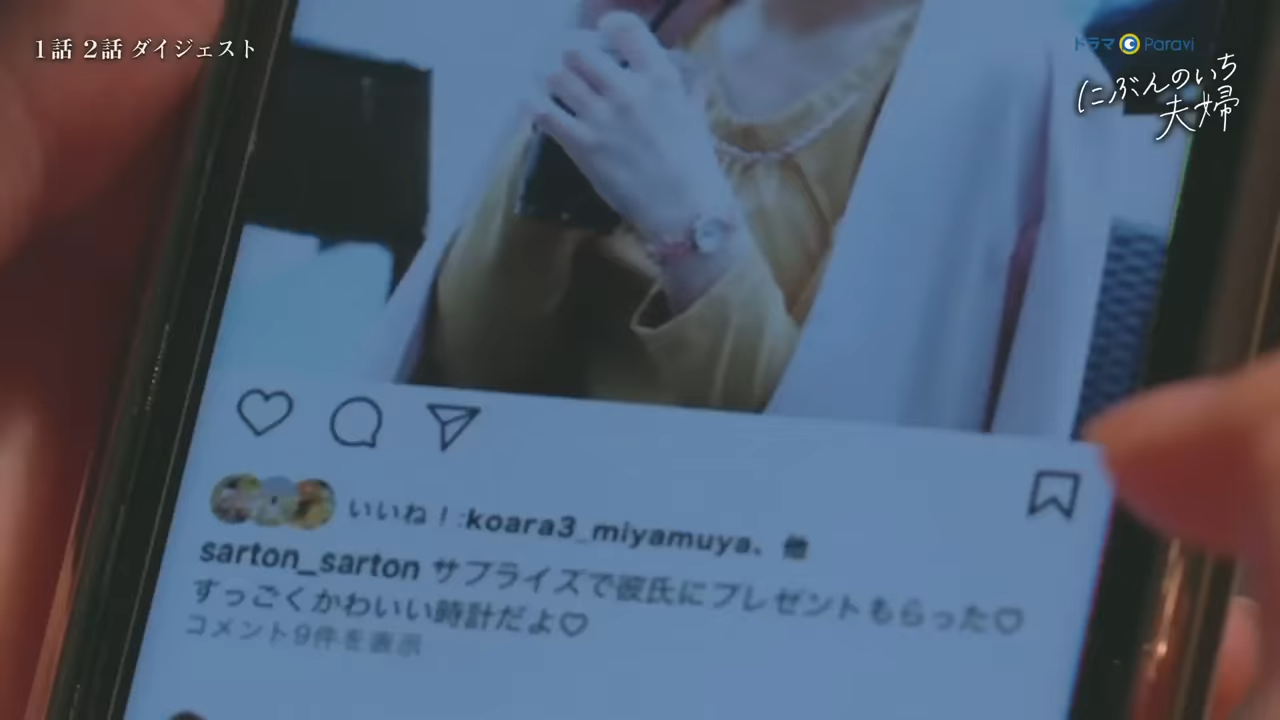 1話 2話 ダイジェスト
ドラマ Paravi
にぶんのいち
夫婦
いいね！:koara3_miyamuya、他
sarton_sarton サプライズで彼氏にプレゼントもらった♡
すっごくかわいい時計だよ♡
コメント9件を表示